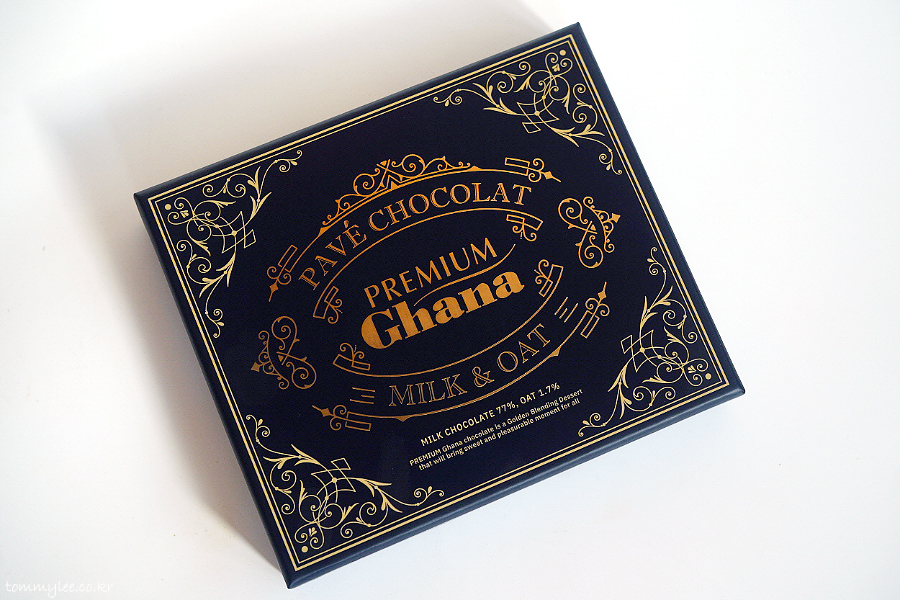 PAVÉ CHOCOLAT
PREMIUM
Ghana
MILK & OAT
MILK CHOCOLATE 77%, OAT 1.7%
PREMIUM Ghana chocolate is a Golden Blending Dessert
that will bring sweet and pleasurable moment for all
tommylee.co.kr